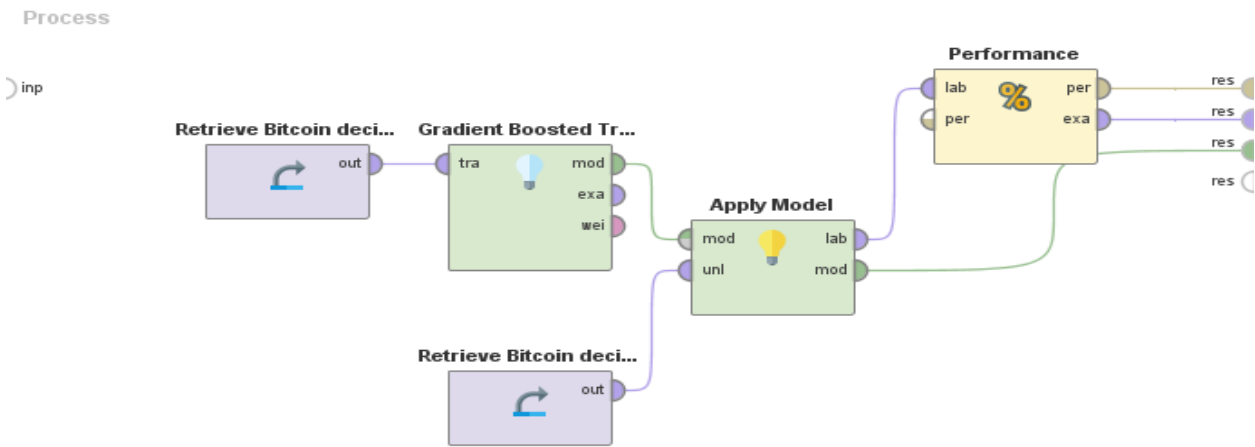 Process
inp
Retrieve Bitcoin deci...
out
Gradient Boosted Tr...
tra
mod
exa
wei
Retrieve Bitcoin deci...
out
Apply Model
mod
lab
unl
mod
Performance
%
lab
per
per
exa
res
res
res
res